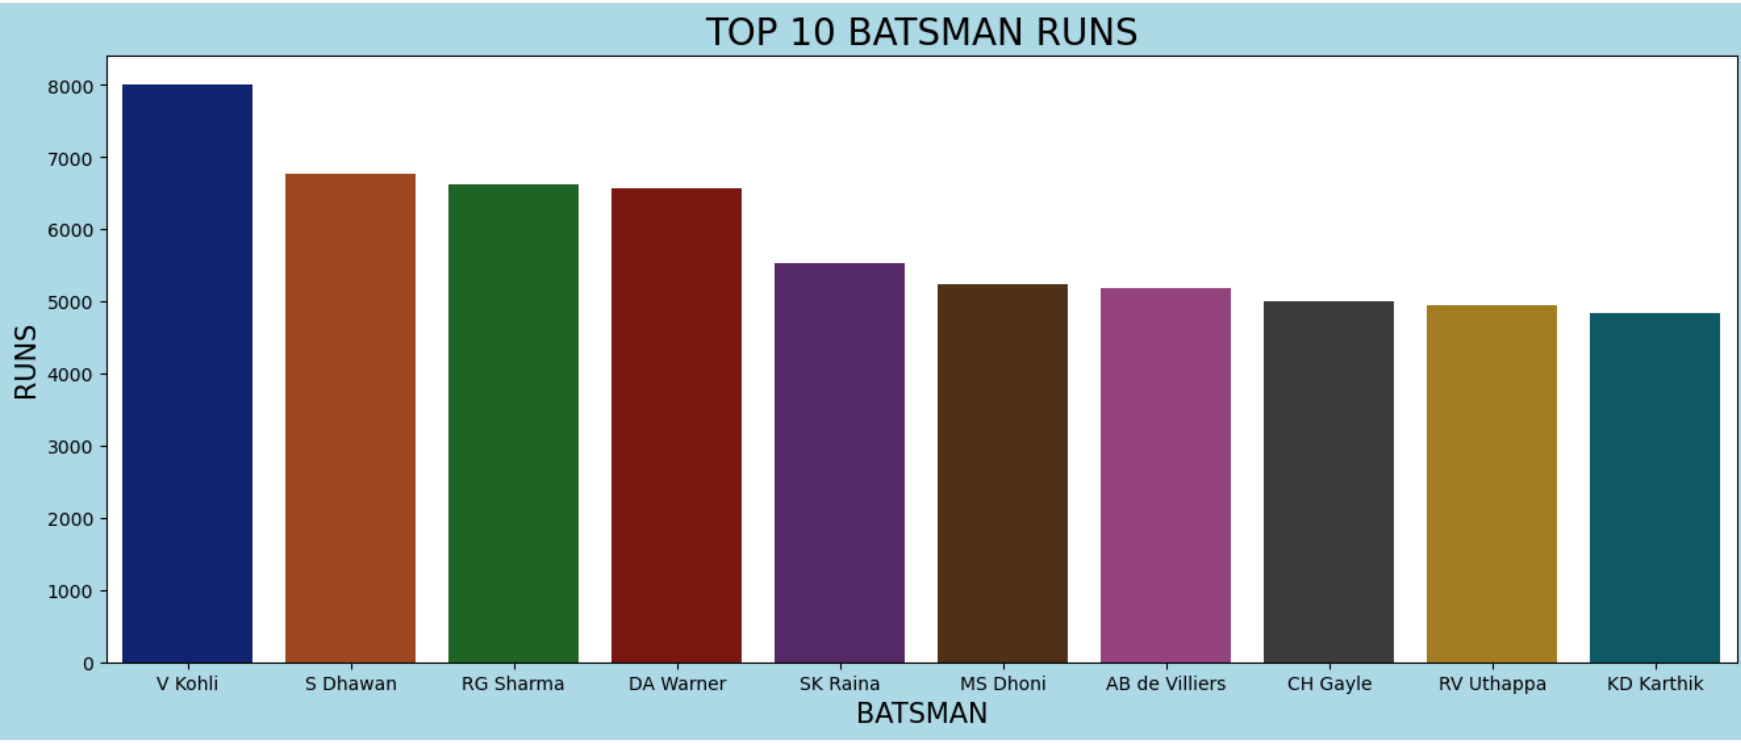 TOP 10 BATSMAN RUNS
8000
7000
6000
5000
4000
3000
2000
1000
0
RUNS
V Kohli S Dhawan RG Sharma DA Warner SK Raina MS Dhoni AB de Villiers CH Gayle RV Uthappa KD Karthik
BATSMAN